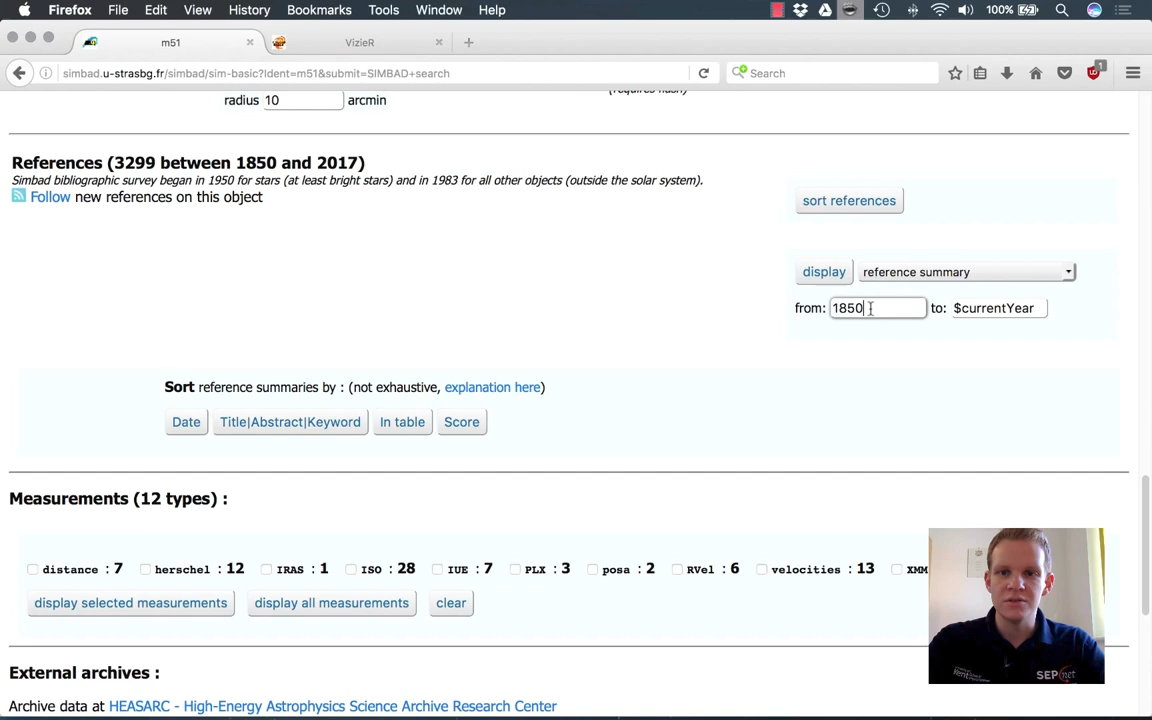 Firefox File Edit View History Bookmarks Tools Window Help 100%
m51 × VizieR × +
simbad.u-strasbg.fr/simbad/sim-basic?Ident=m51&submit=SIMBAD+search Search 1
radius 10 arcmin (requires flash)
References (3299 between 1850 and 2017)
Simbad bibliographic survey began in 1950 for stars (at least bright stars) and in 1983 for all other objects (outside the solar system).
Follow new references on this object
sort references
display reference summary
from: 1850 to: $currentYear
Sort reference summaries by : (not exhaustive, explanation here)
Date Title|Abstract|Keyword In table Score
Measurements (12 types) :
distance : 7 herschel : 12 IRAS : 1 ISO : 28 IUE : 7 PLX : 3 posa : 2 RVel : 6 velocities : 13 XMM
display selected measurements display all measurements clear
SEPnet
External archives :
Archive data at HEASARC - High-Energy Astrophysics Science Archive Research Center